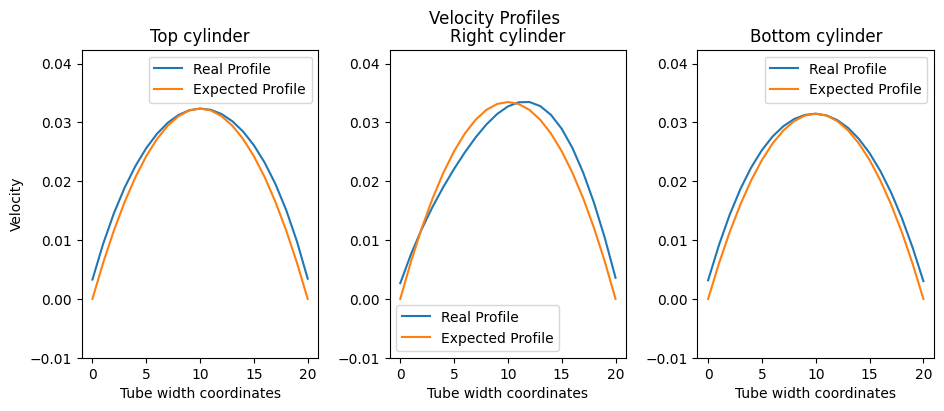 Velocity Profiles
Top cylinder
Right cylinder
Bottom cylinder
Velocity
0.04
0.03
0.02
0.01
0.00
−0.01
Real Profile
Expected Profile
0 5 10 15 20
Tube width coordinates
0.04
0.03
0.02
0.01
0.00
−0.01
Real Profile
Expected Profile
0 5 10 15 20
Tube width coordinates
0.04
0.03
0.02
0.01
0.00
−0.01
Real Profile
Expected Profile
0 5 10 15 20
Tube width coordinates